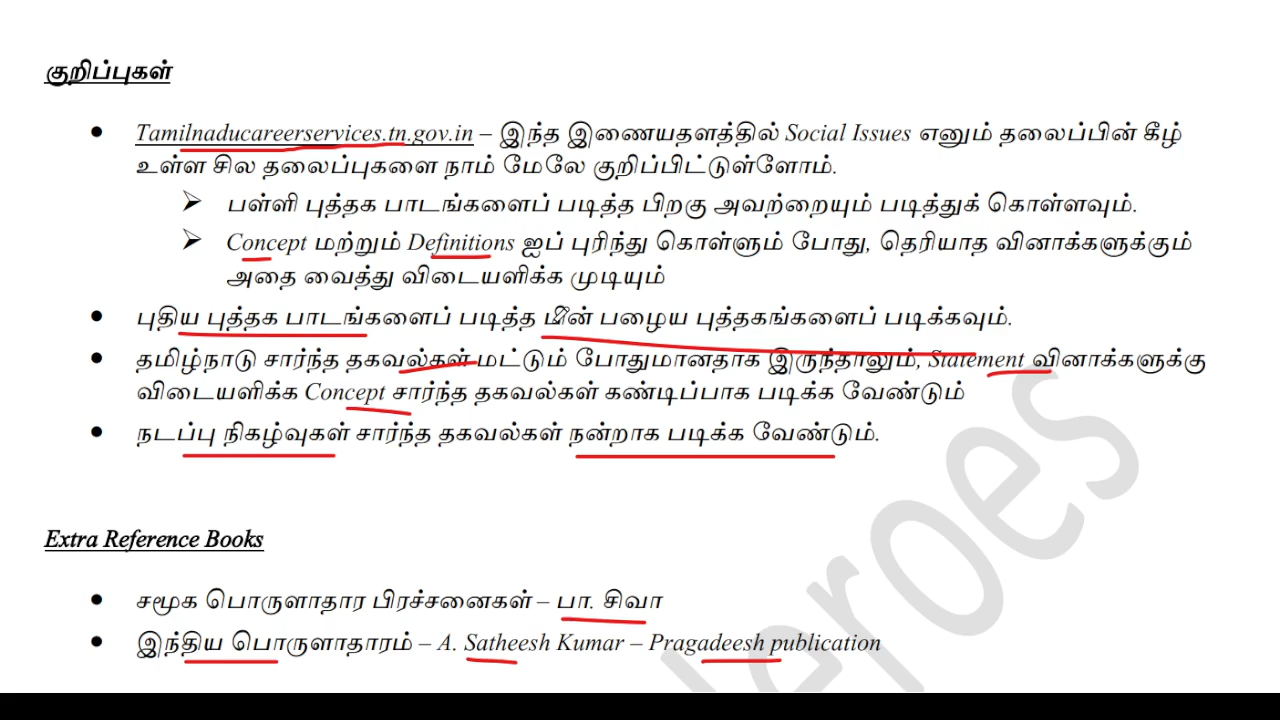 குறிப்புகள்
● Tamilnaducareerservices.tn.gov.in – இந்த இணையதளத்தில் Social Issues எனும் தலைப்பின் கீழ்
உள்ள சில தலைப்புகளை நாம் மேலே குறிப்பிட்டுள்ளோம்.
➢ பள்ளி புத்தக பாடங்களைப் படித்த பிறகு அவற்றையும் படித்துக் கொள்ளவும்.
➢ Concept மற்றும் Definitions ஐப் புரிந்து கொள்ளும் போது, தெரியாத வினாக்களுக்கும்
அதை வைத்து விடையளிக்க முடியும்
● புதிய புத்தக பாடங்களைப் படித்த பின் பழைய புத்தகங்களைப் படிக்கவும்.
● தமிழ்நாடு சார்ந்த தகவல்கள் மட்டும் போதுமானதாக இருந்தாலும், Statement வினாக்களுக்கு
விடையளிக்க Concept சார்ந்த தகவல்கள் கண்டிப்பாக படிக்க வேண்டும்
● நடப்பு நிகழ்வுகள் சார்ந்த தகவல்கள் நன்றாக படிக்க வேண்டும்.
Extra Reference Books
● சமூக பொருளாதார பிரச்சனைகள் – பா. சிவா
● இந்திய பொருளாதாரம் – A. Satheesh Kumar – Pragadeesh publication